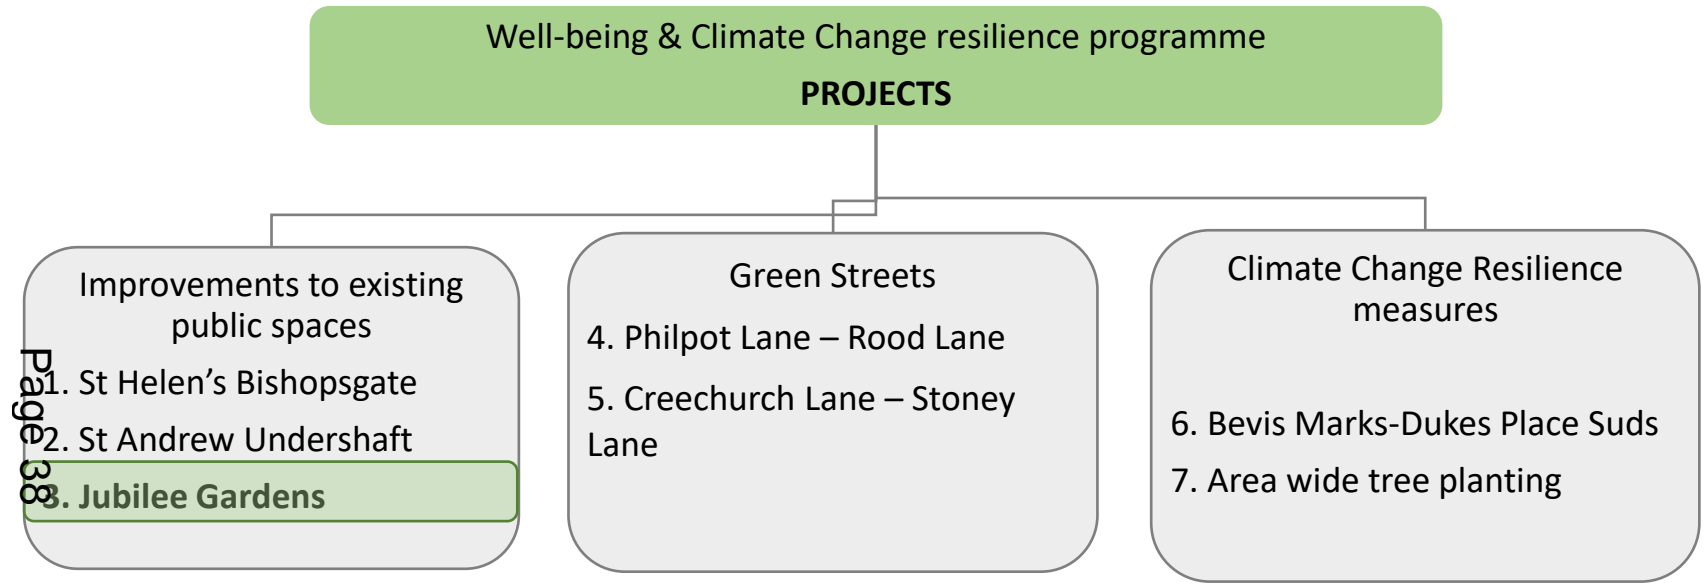 Well-being & Climate Change resilience programme
PROJECTS
Improvements to existing
public spaces
1. St Helen’s Bishopsgate
2. St Andrew Undershaft
3. Jubilee Gardens
Green Streets
4. Philpot Lane – Rood Lane
5. Creechurch Lane – Stoney
Lane
Climate Change Resilience
measures
6. Bevis Marks-Dukes Place Suds
7. Area wide tree planting
Page 38